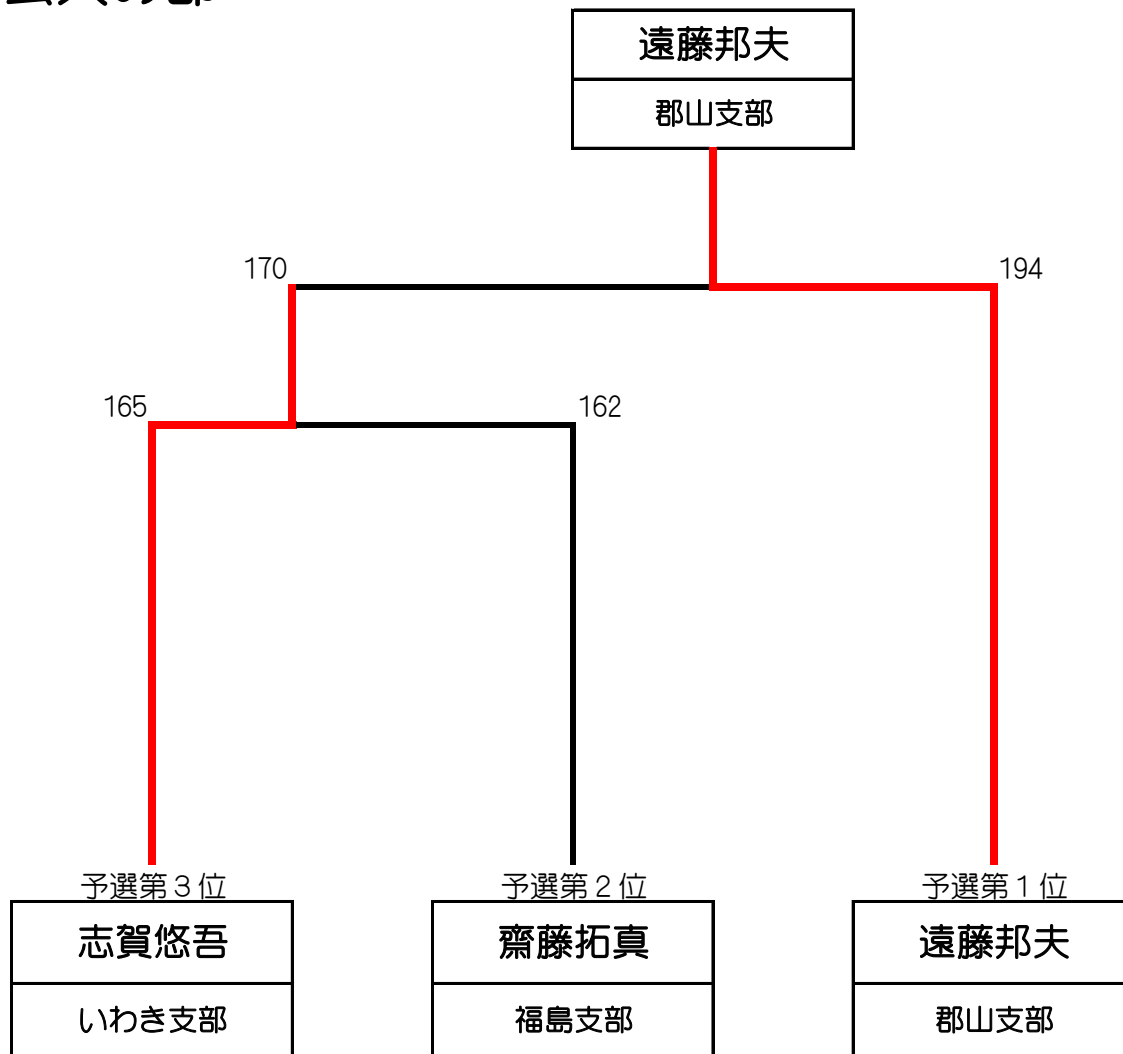 遠藤邦夫
郡山支部
170
194
165
162
予選第３位
予選第２位
予選第１位
志賀悠吾
齋藤拓真
遠藤邦夫
いわき支部
福島支部
郡山支部